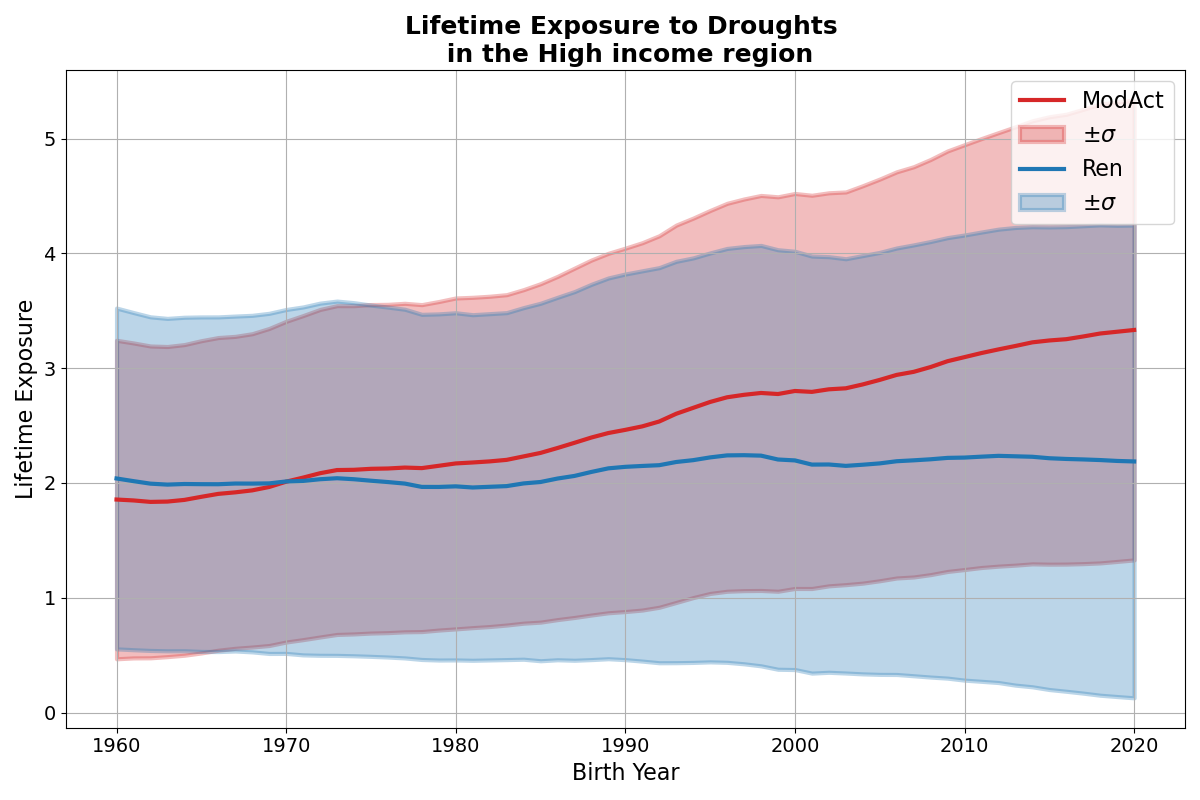 Lifetime Exposure to Droughts
in the High income region
Lifetime Exposure
5
4
3
2
1
0
ModAct
±σ
Ren
±σ
1960 1970 1980 1990 2000 2010 2020
Birth Year